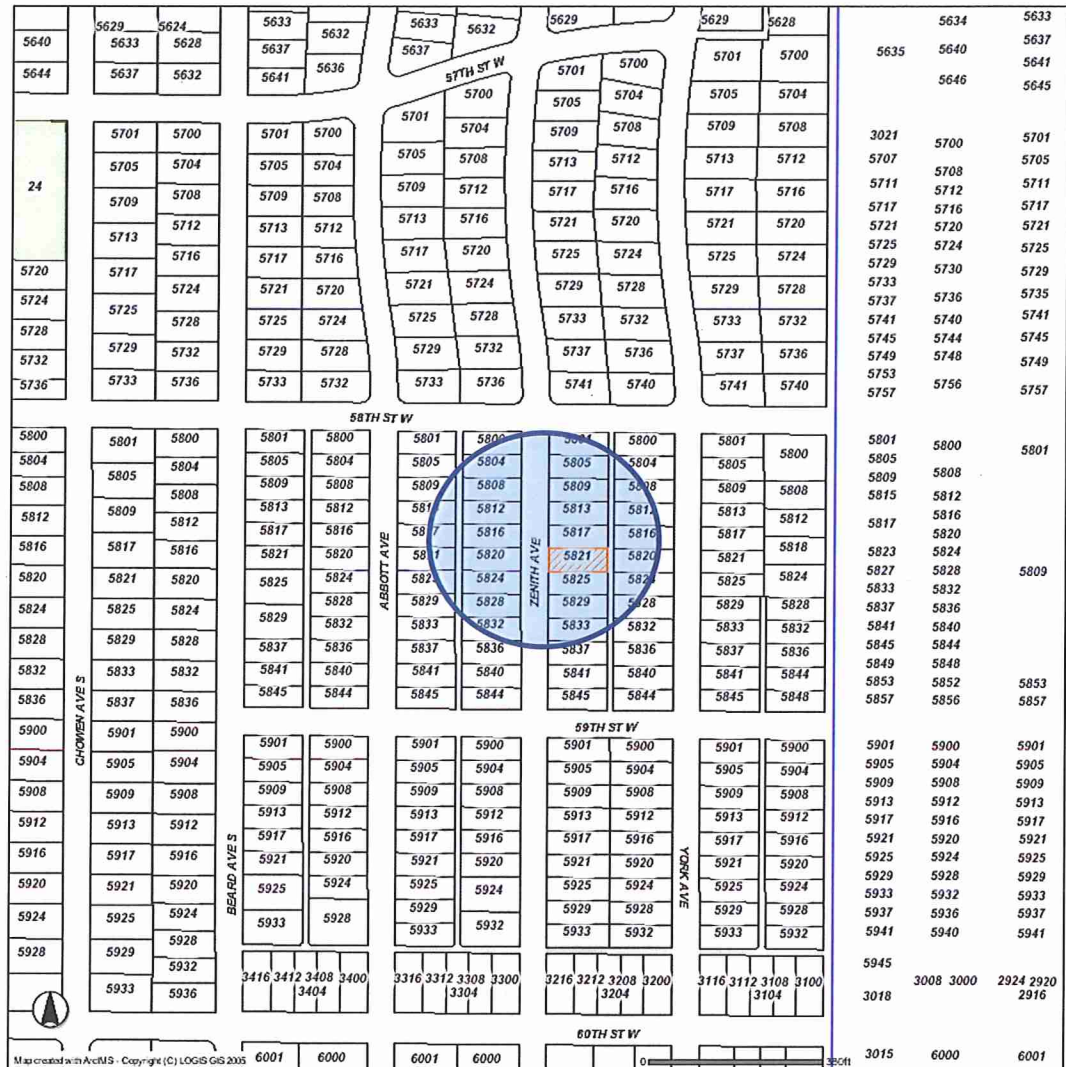 5629 5624 5633 5632 5633 5632 5629 5629 5628 5634 5633
5640 5633 5628 5637 5637 5635 5640 5637
5644 5637 5632 5641 5636 57TH ST W 5701 5700 5701 5700 5641
5646 5645
5700 5705 5704 5705 5704
24 5701 5700 5701 5700 5701 5704 5709 5708 5709 5708 3021 5700 5701
5705 5704 5705 5704 5705 5708 5713 5712 5713 5712 5707 5708 5705
5709 5708 5709 5708 5709 5712 5717 5716 5717 5716 5711 5712 5711
5713 5712 5713 5712 5713 5716 5721 5720 5721 5720 5717 5716 5717
5721 5720 5721
5716 5717 5716 5717 5720 5725 5724 5725 5724 5725 5724 5725
5720 5717 5724 5721 5720 5721 5724 5729 5728 5729 5728 5729 5730 5729
5733
5724 5725 5728 5725 5724 5725 5728 5733 5732 5733 5732 5737 5736 5735
5728 5741 5740 5741
5732 5729 5732 5729 5728 5729 5732 5737 5736 5737 5736 5745 5744 5745
5749 5748 5749
5736 5733 5736 5733 5732 5733 5736 5741 5740 5741 5740 5753
5757 5756 5757
58TH ST W
5800 5801 5800 5801 5800 5801 5800 5800 5801 5800 5801 5800 5801
5804 5805 5804 5805 5804 5805 5804 5805 5804 5805 5805
5808 5808 5809 5808 5809 5808 5809 5809 5808 5809 5808
5812 5809 5812 5813 5812 5812 5813 5813 5812 5815 5812
5816 5817 5816 5817 5816 5816 5817 5816 5817 5818 5817 5816
5820
5820 5821 5820 5821 5820 ABBOTT AVE 5820 ZENITH AVE 5821 5820 5821 5824 5823 5824
5825 5824 5824 5825 5825 5827 5828 5809
5824 5825 5824 5829 5828 5829 5828 5829 5829 5828 5833 5832
5828 5829 5828 5832 5833 5832 5833 5832 5833 5832 5837 5836
5832 5833 5832 5837 5836 5837 5836 5837 5836 5837 5836 5841 5840
5845 5844
5841 5840 5841 5840 5841 5840 5841 5844 5849 5848
5853 5852 5853
5836 5837 5836 5845 5844 5845 5844 5845 5844 5845 5848 5857 5856 5857
CHOWEN AVE S
59TH ST W
5900 5901 5900 5901 5900 5901 5900 5901 5900 5901 5900 5901 5900 5901
5904 5905 5904 5905 5904 5905 5904 5905 5904 5905 5904 5905 5904 5905
5908 5909 5908 5909 5908 5909 5908 5909 5908 5909 5908 5909 5908 5909
5912 5913 5912 5913 5912 5913 5912 5913 5912 5913 5912 5913 5912 5913
5916 5917 5916 5917 5916 5917 5916 5917 5916 5917 5916 5917 5916 5917
BEARD AVE S
YORK AVE
5920 5921 5920 5921 5920 5921 5920 5921 5920 5921 5920 5921 5920 5921
5924 5925 5924 5925 5924 5925 5924 5925 5924 5925 5924 5925 5924 5925
5928 5929 5928 5929 5928 5929 5928 5929 5928 5929
5928 5929 5932 5933 5928 5933 5932 5933 5932 5933 5932 5933 5932 5933
5937 5936 5937
5941 5940 5941
5933 5936 5945
3416 3412 3408 3400 3316 3312 3308 3300 3216 3212 3208 3200 3116 3112 3108 3100 3008 3000 2924 2920
3404 3304 3204 3104 3018 2916
60TH ST W
6001 6000 6001 6000 3015 6000 6001
Map created with ArcIMS - Copyright (C) LOGIS GIS 2005 0